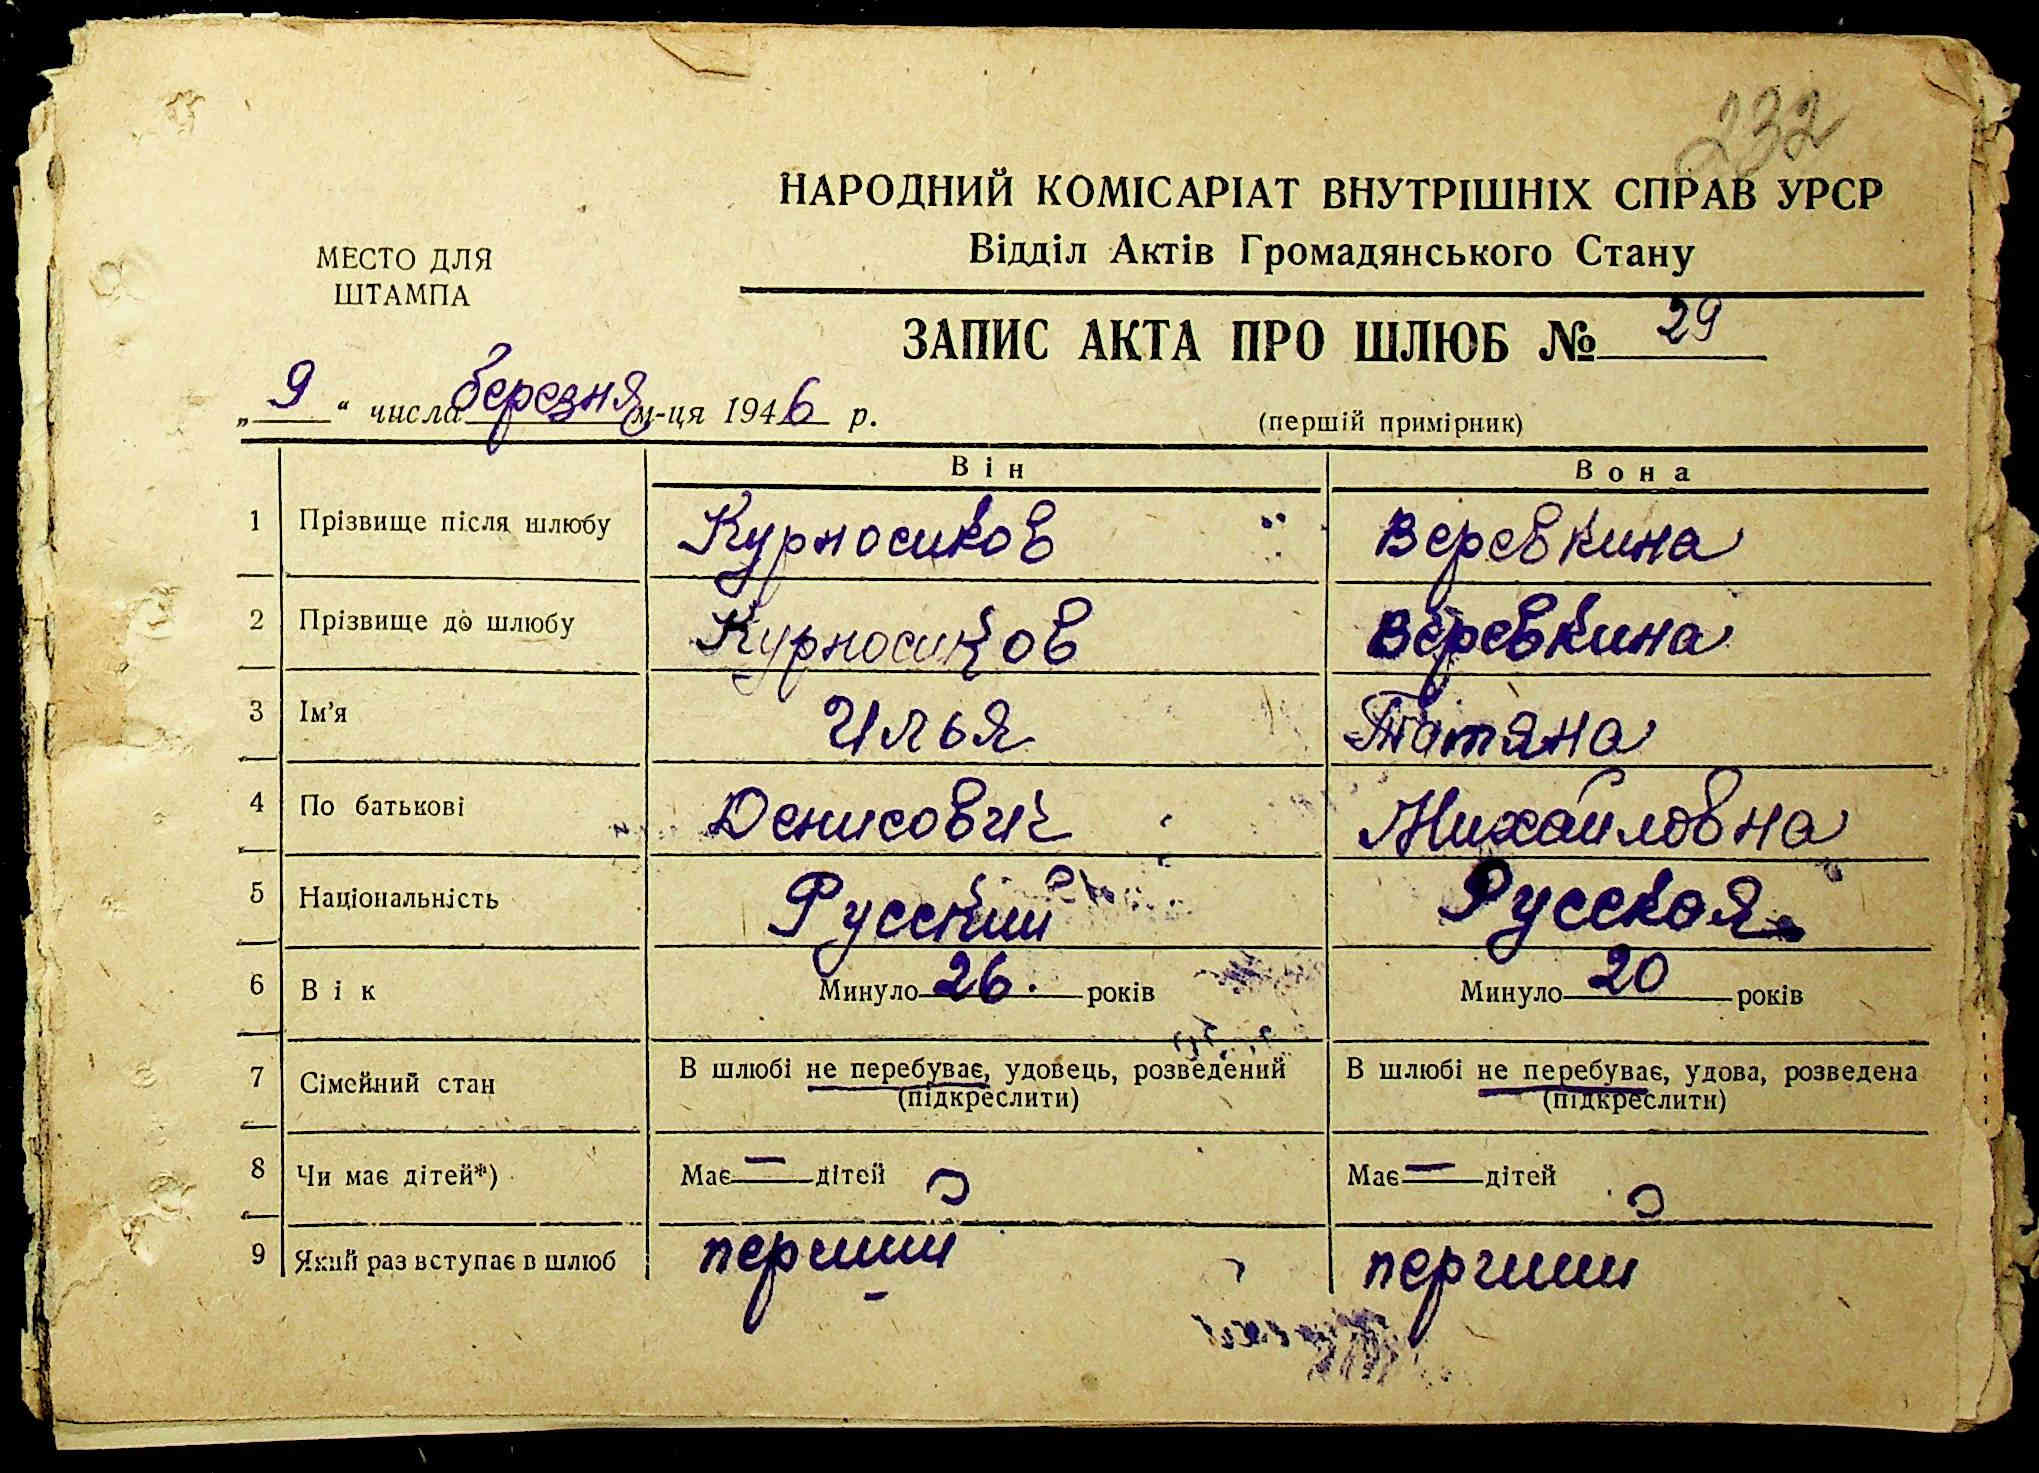 232
НАРОДНИЙ КОМІСАРІАТ ВНУТРІШНІХ СПРАВ УРСР
Відділ Актів Громадянського Стану
МЕСТО ДЛЯ
ШТАМПА
ЗАПИС АКТА ПРО ШЛЮБ № 29
„ 9 “ числа березня м-ця 1946 р.
(першій примірник)
Він Вона
1 Прізвище після шлюбу Курносиков Веревкина
2 Прізвище до шлюбу Курносиков Веревкина
3 Ім'я Илья Татяна
4 По батькові Денисович Михайловна
5 Національність Русский Русская
6 Вік Минуло 26. років Минуло 20 років
7 Сімейний стан В шлюбі не перебуває, удовець, розведений В шлюбі не перебуває, удова, розведена
(підкреслити) (підкреслити)
8 Чи має дітей*) Має — дітей Має — дітей
9 Який раз вступає в шлюб перший перший